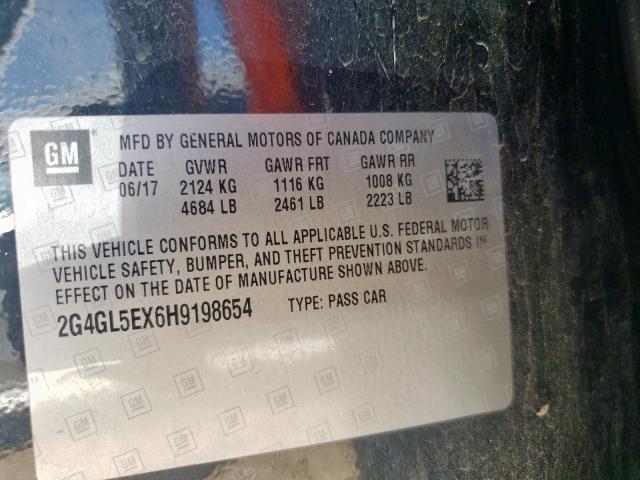 GM
MFD BY GENERAL MOTORS OF CANADA COMPANY
DATE GVWR GAWR FRT GAWR RR
06/17 2124 KG 1116 KG 1008 KG
4684 LB 2461 LB 2223 LB
THIS VEHICLE CONFORMS TO ALL APPLICABLE U.S. FEDERAL MOTOR
VEHICLE SAFETY, BUMPER, AND THEFT PREVENTION STANDARDS IN
EFFECT ON THE DATE OF MANUFACTURE SHOWN ABOVE.
2G4GL5EX6H9198654 TYPE: PASS CAR